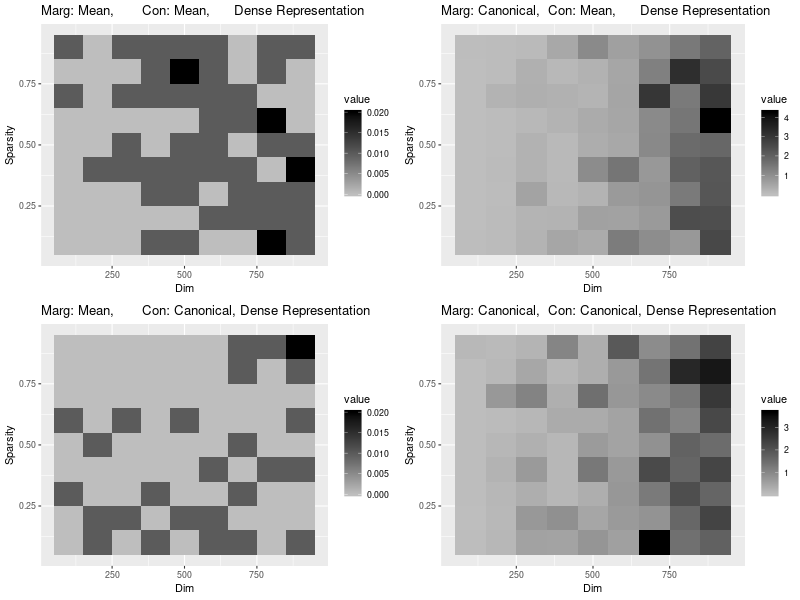 Marg: Mean, Con: Mean, Dense Representation
Sparsity
0.75
0.50
0.25
250
500
750
Dim
value
0.020
0.015
0.010
0.005
0.000
Marg: Canonical, Con: Mean, Dense Representation
Sparsity
0.75
0.50
0.25
250
500
750
Dim
value
4
3
2
1
Marg: Mean, Con: Canonical, Dense Representation
Sparsity
0.75
0.50
0.25
250
500
750
Dim
value
0.020
0.015
0.010
0.005
0.000
Marg: Canonical, Con: Canonical, Dense Representation
Sparsity
0.75
0.50
0.25
250
500
750
Dim
value
3
2
1